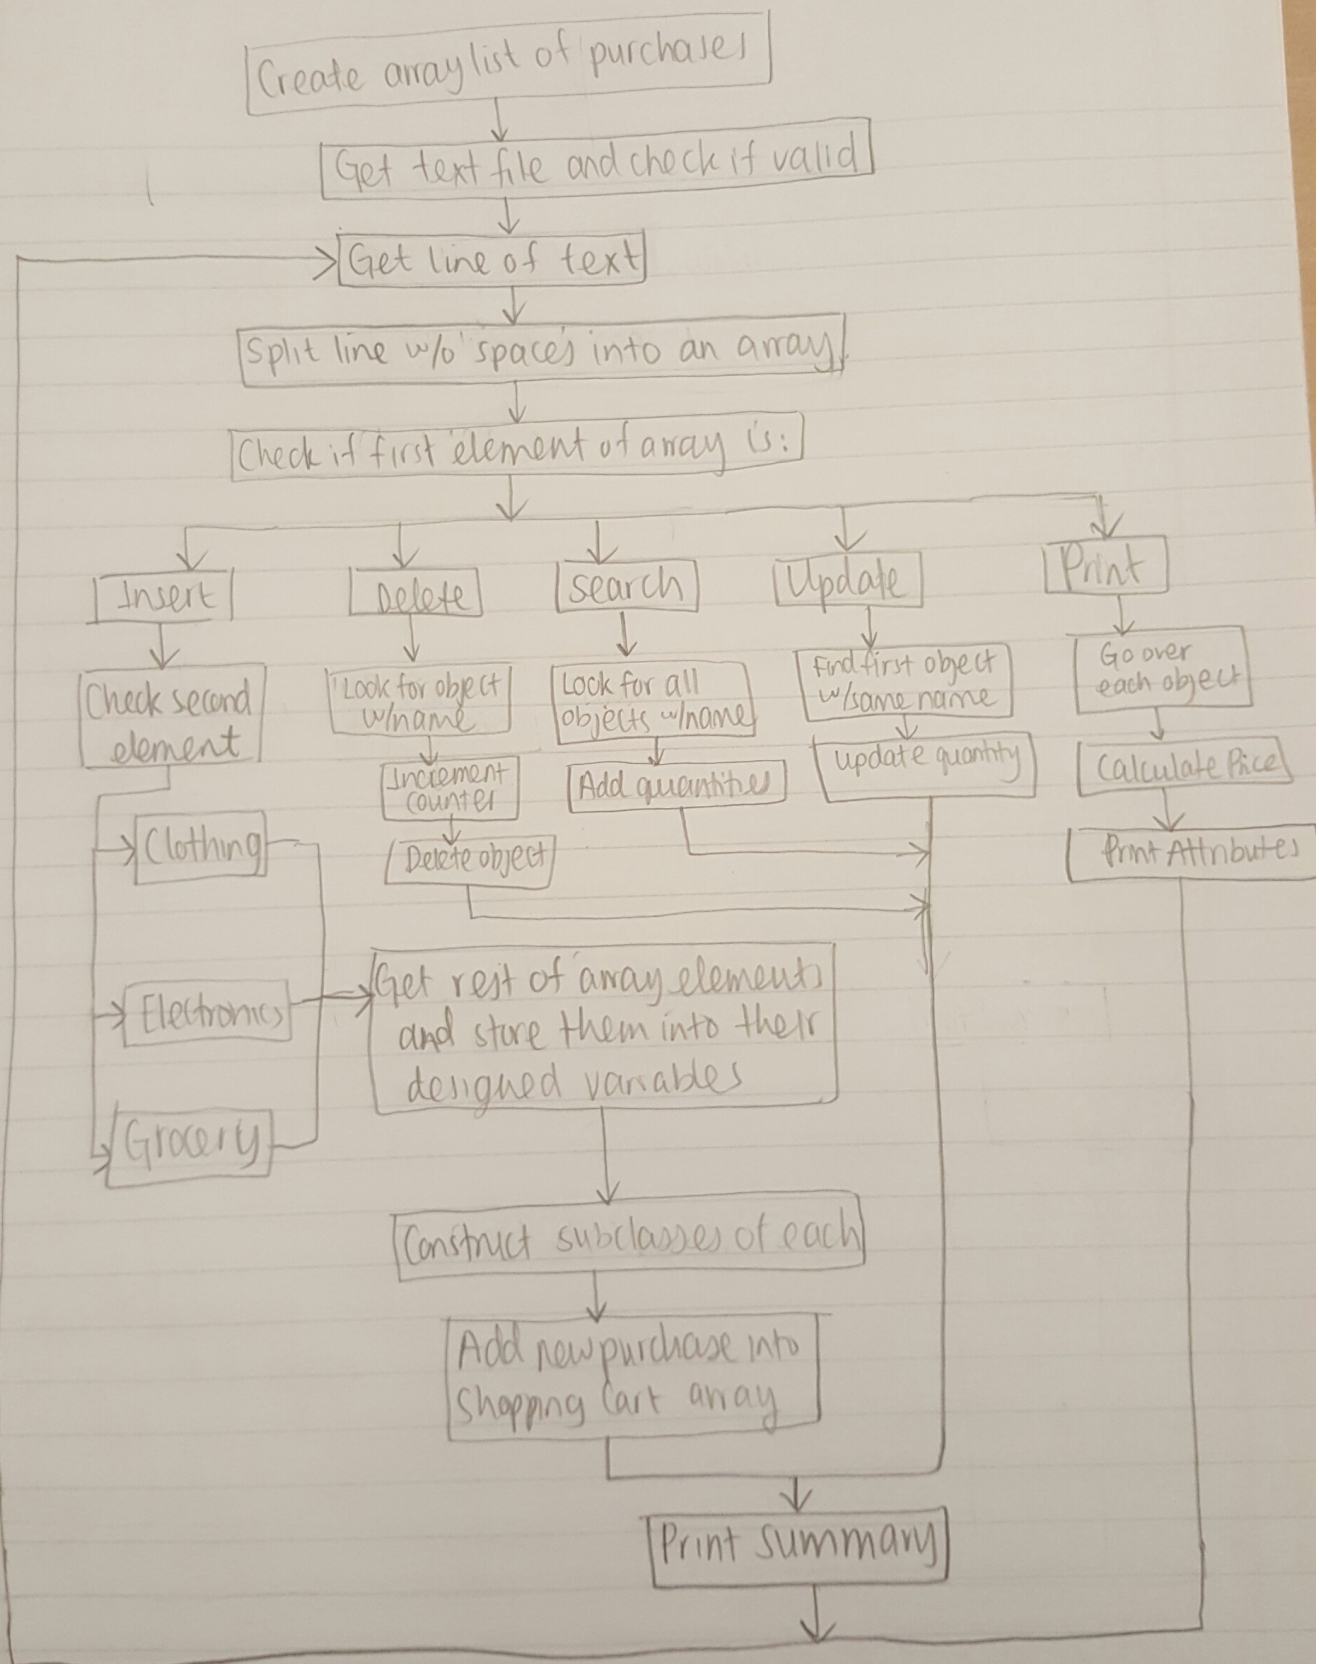 Create array list of purchases
Get text file and check if valid
Get line of text
Split line w/o 'spaces' into an array
Check if first element of array is:
Insert
Delete
Search
Update
Print
Check second
element
Look for object
w/name
Increment
counter
Delete object
Look for all
objects w/name
Add quantities
Find first object
w/same name
update quantity
Go over
each object
Calculate Price
Print Attributes
Clothing
Electronics
Grocery
Get rest of array elements
and store them into their
designed variables
Construct subclasses of each
Add new purchase into
Shopping Cart array
Print summary